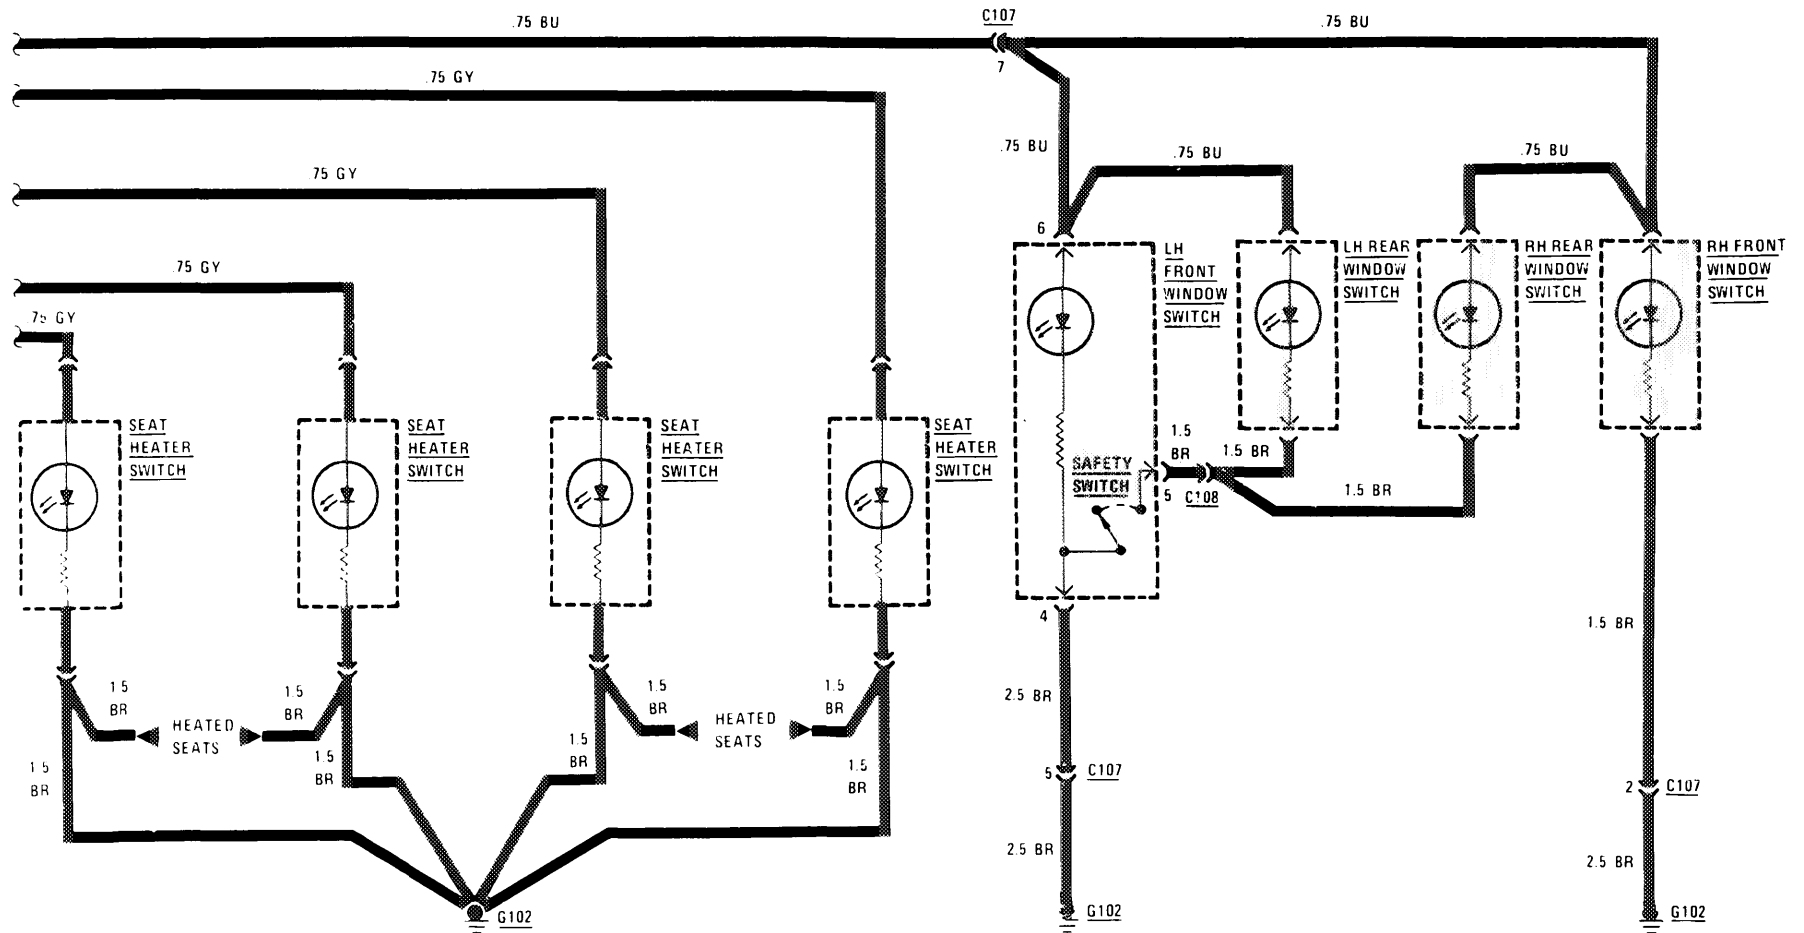 .75 BU
C107
.75 BU
7
.75 GY
.75 BU
.75 BU
.75 BU
75 GY
6
.75 GY
.75 GY
LH
FRONT
WINDOW
SWITCH
LH REAR
WINDOW
SWITCH
RH REAR
WINDOW
SWITCH
RH FRONT
WINDOW
SWITCH
SEAT
HEATER
SWITCH
SEAT
HEATER
SWITCH
SEAT
HEATER
SWITCH
SEAT
HEATER
SWITCH
SAFETY
SWITCH
1.5
BR
1.5 BR
5
C108
1.5 BR
4
1.5 BR
1.5
BR
1.5
BR
1.5
BR
1.5
BR
2.5 BR
HEATED
SEATS
HEATED
SEATS
1.5
BR
1.5
BR
1.5
BR
1.5
BR
5
C107
2
C107
2.5 BR
2.5 BR
G102
G102
G102